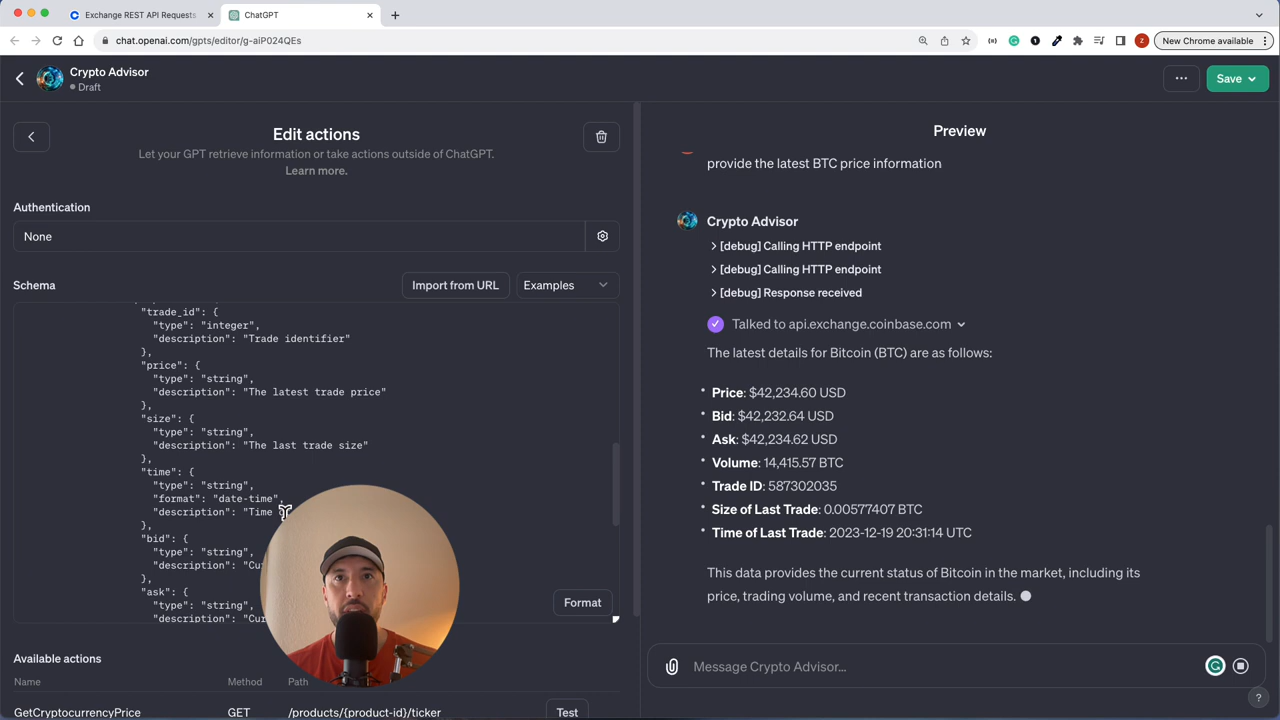 Exchange REST API Requests
ChatGPT
chat.openai.com/gpts/editor/g-aiP024QEs
New Chrome available
Crypto Advisor
Draft
Save
Edit actions
Let your GPT retrieve information or take actions outside of ChatGPT.
Learn more.
Authentication
None
Schema
Import from URL
Examples
"trade_id": {
"type": "integer",
"description": "Trade identifier"
},
"price": {
"type": "string",
"description": "The latest trade price"
},
"size": {
"type": "string",
"description": "The last trade size"
},
"time": {
"type": "string",
"format": "date-time",
"description": "Time
},
"bid": {
"type": "string",
"description": "Cu
},
"ask": {
"type": "string",
"description": "Cur
Format
Available actions
Name Method Path
GetCryptocurrencyPrice GET /products/{product-id}/ticker Test
Preview
provide the latest BTC price information
Crypto Advisor
[debug] Calling HTTP endpoint
[debug] Calling HTTP endpoint
[debug] Response received
Talked to api.exchange.coinbase.com
The latest details for Bitcoin (BTC) are as follows:
• Price: $42,234.60 USD
• Bid: $42,232.64 USD
• Ask: $42,234.62 USD
• Volume: 14,415.57 BTC
• Trade ID: 587302035
• Size of Last Trade: 0.00577407 BTC
• Time of Last Trade: 2023-12-19 20:31:14 UTC
This data provides the current status of Bitcoin in the market, including its
price, trading volume, and recent transaction details.
Message Crypto Advisor...
?